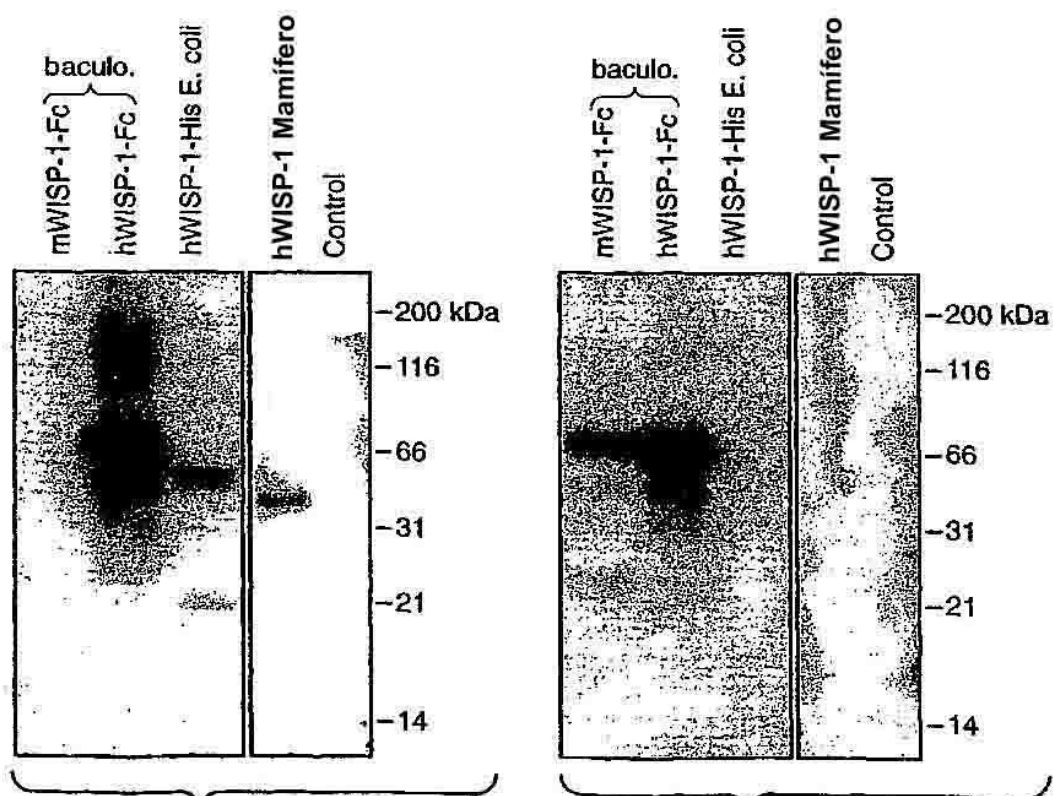 baculo.
mWISP-1-Fc
hWISP-1-Fc
hWISP-1-His E. coli
hWISP-1 Mamífero
Control
-200 kDa
-116
-66
-31
-21
-14
baculo.
mWISP-1-Fc
hWISP-1-Fc
hWISP-1-His E. coli
hWISP-1 Mamífero
Control
-200 kDa
-116
-66
-31
-21
-14